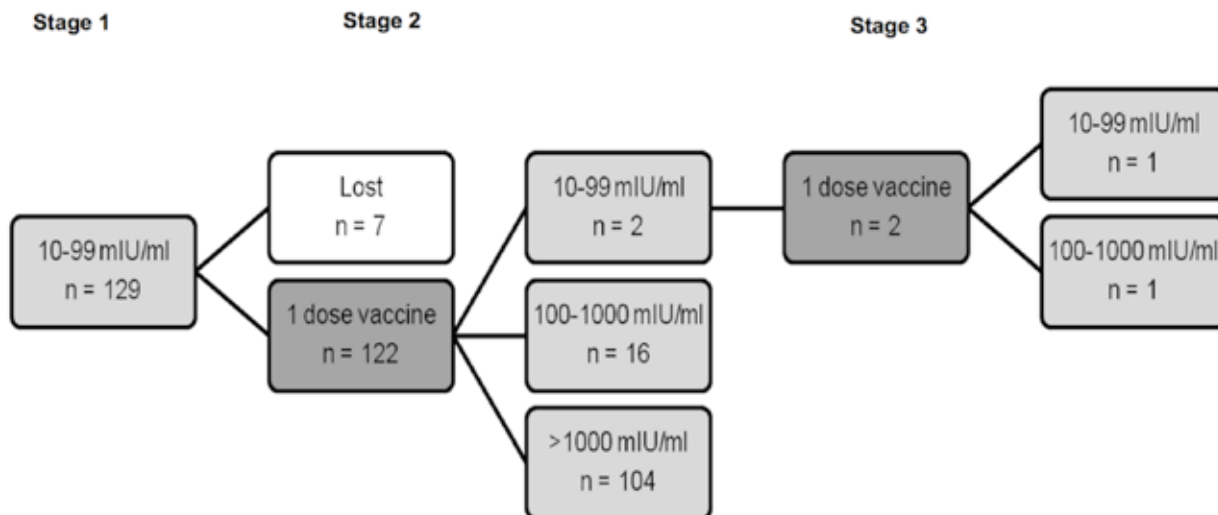 Stage 1
Stage 2
Stage 3
10-99 mIU/ml
n = 129
Lost
n = 7
1 dose vaccine
n = 122
10-99 mIU/ml
n = 2
100-1000 mIU/ml
n = 16
>1000 mIU/ml
n = 104
1 dose vaccine
n = 2
10-99 mIU/ml
n = 1
100-1000 mIU/ml
n = 1